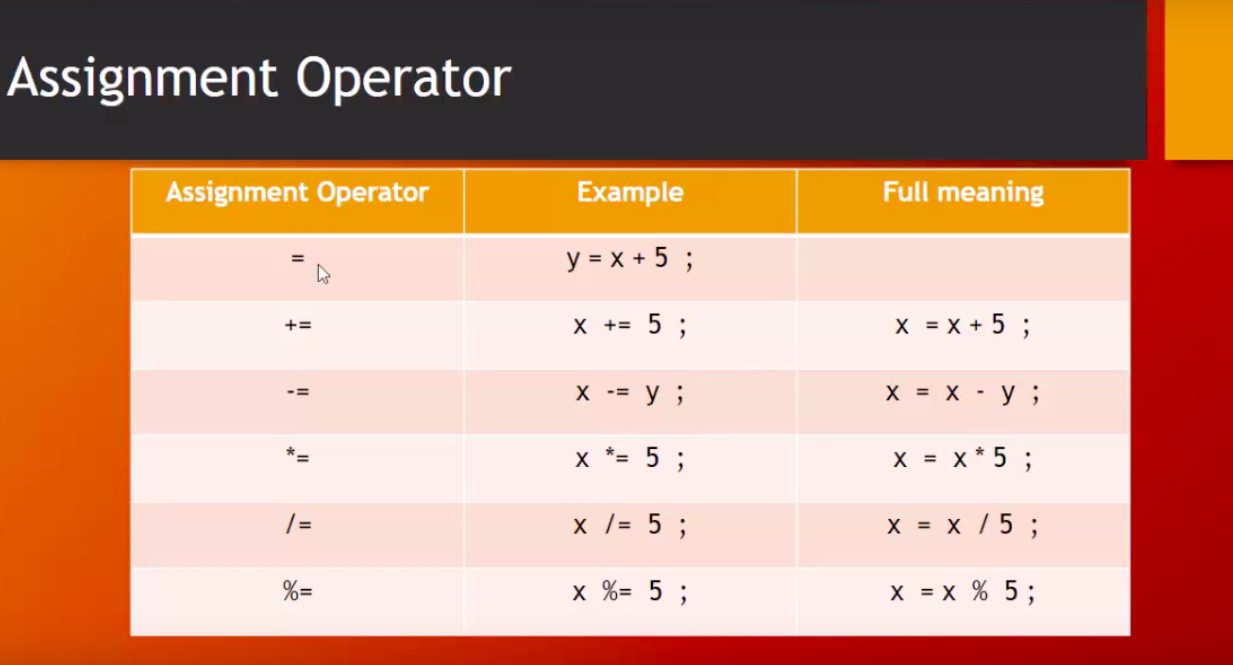 Assignment Operator
Assignment Operator Example Full meaning
= y = x + 5 ;
+= x += 5 ; x = x + 5 ;
-= x -= y ; x = x - y ;
*= x *= 5 ; x = x * 5 ;
/= x /= 5 ; x = x / 5 ;
%= x %= 5 ; x = x % 5 ;